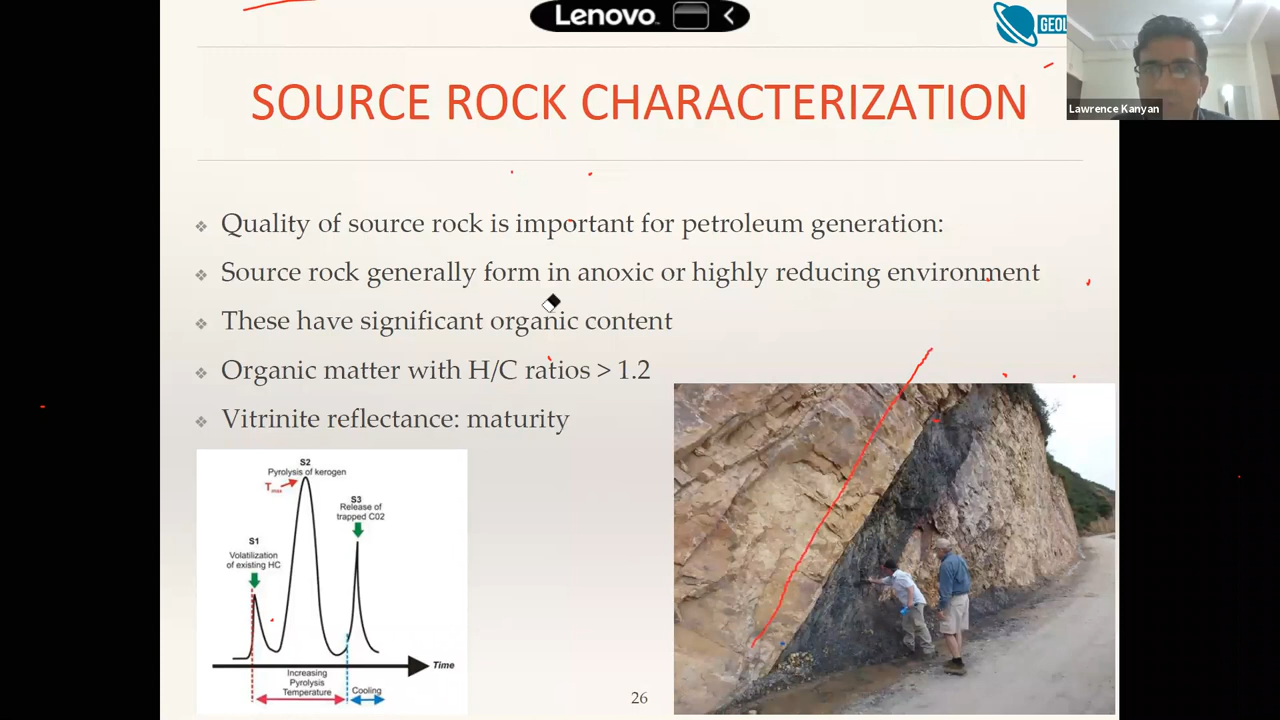 Lenovo
GEOL
Lawrence Kanyan
SOURCE ROCK CHARACTERIZATION
Quality of source rock is important for petroleum generation:
Source rock generally form in anoxic or highly reducing environment
These have significant organic content
Organic matter with H/C ratios > 1.2
Vitrinite reflectance: maturity
S2
Pyrolysis of kerogen
Tmax
S3
Release of
trapped C02
S1
Volatilization
of existing HC
Time
Increasing
Pyrolysis
Temperature
Cooling
26